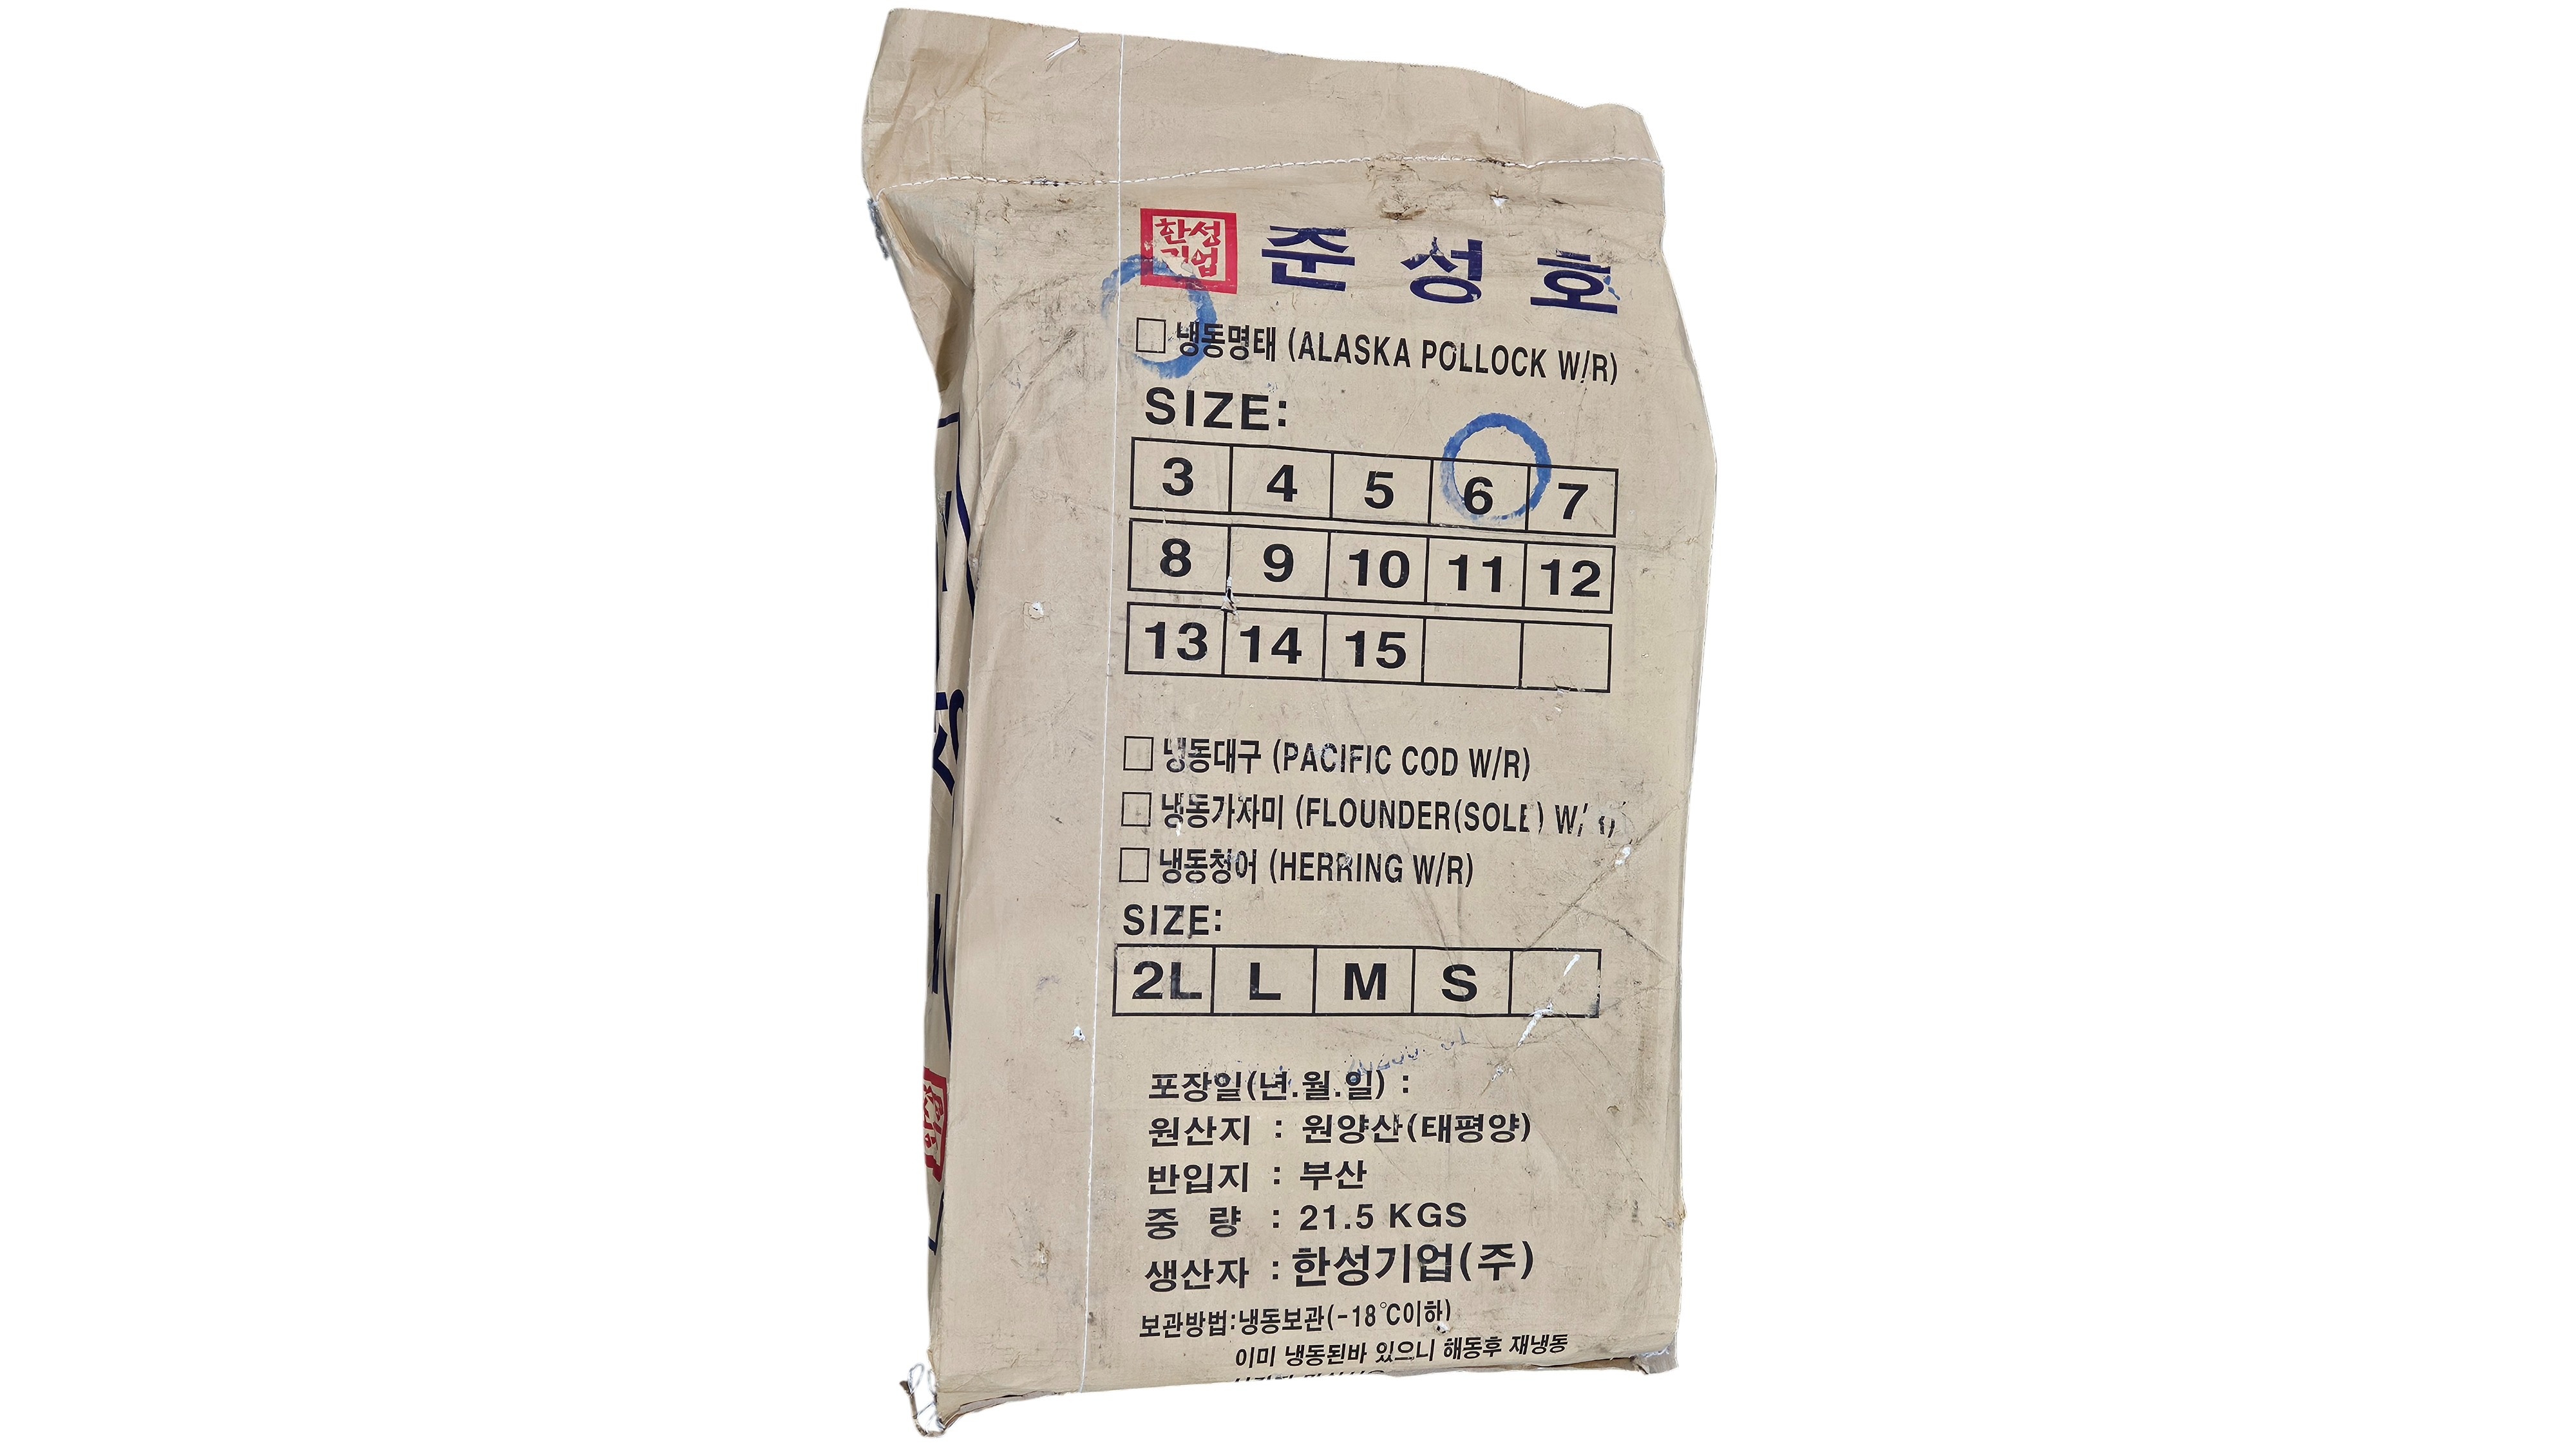 한성
기업
준성호
냉동명태 (ALASKA POLLOCK W/R)
SIZE:
3 4 5 6 7
8 9 10 11 12
13 14 15
냉동대구 (PACIFIC COD W/R)
냉동가자미 (FLOUNDER(SOLE) W/R)
냉동청어 (HERRING W/R)
SIZE:
2L L M S
포장일(년.월.일) :
원산지 : 원양산(태평양)
반입지 : 부산
중 량 : 21.5 KGS
생산자 : 한성기업(주)
보관방법:냉동보관(-18℃이하)
이미 냉동된바 있으니 해동후 재냉동